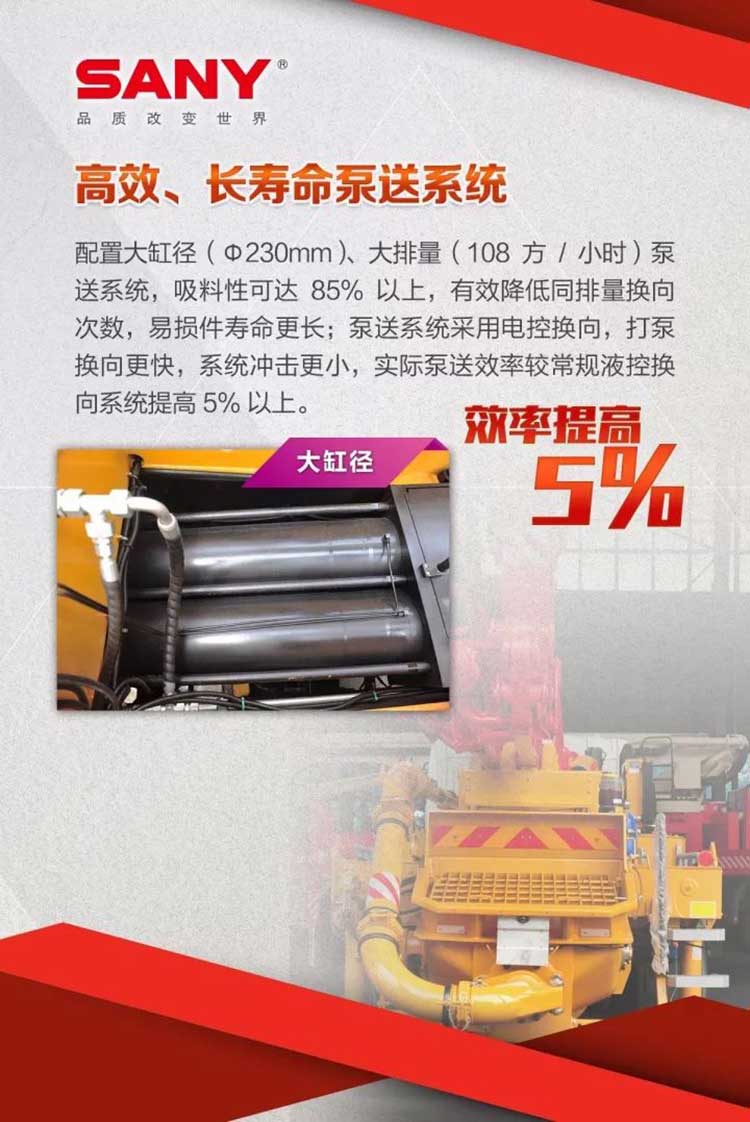 SANY®
品质改变世界
高效、长寿命泵送系统
配置大缸径（Φ230mm）、大排量（108 方 / 小时）泵
送系统，吸料性可达 85% 以上，有效降低同排量换向
次数，易损件寿命更长；泵送系统采用电控换向，打泵
换向更快，系统冲击更小，实际泵送效率较常规液控换
向系统提高 5% 以上。
效率提高
5%
大缸径